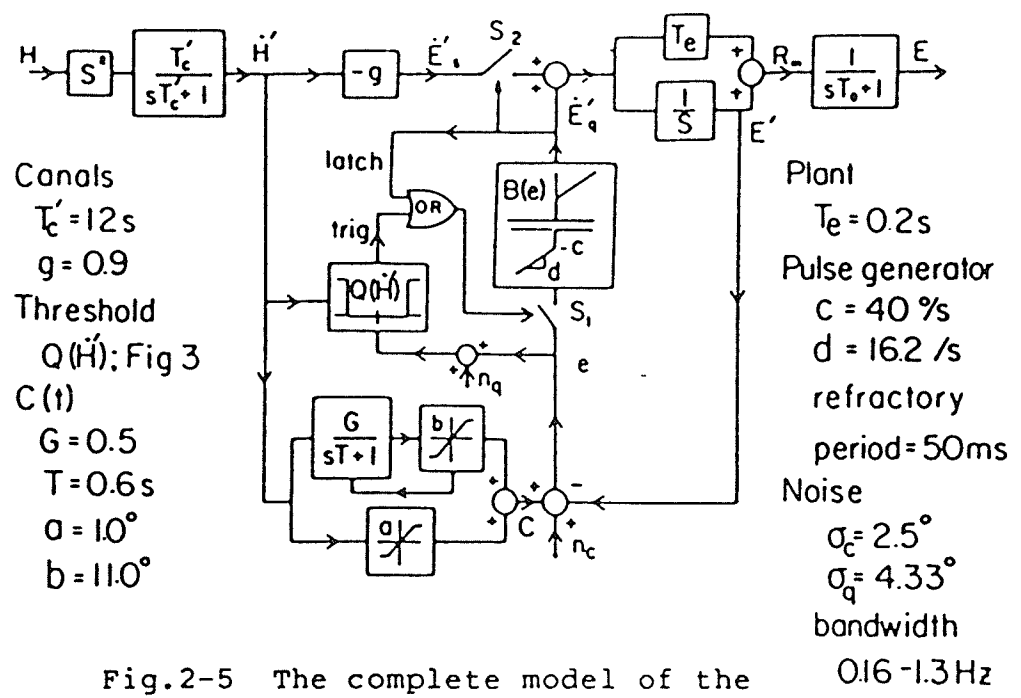 H
S²
T'c / sT'c + 1
Ḧ'
-g
Ė's
S₂
Ė'q
Te
1/S
R∞
E'
1 / sT₀ + 1
E
latch
OR
trig
Q(Ḧ')
B(e)
-c
d
S₁
e
nq
G / sT + 1
b
a
C
nc
Canals
T'c = 12s
g = 0.9
Threshold
Q(Ḧ'): Fig 3
C(t)
G = 0.5
T = 0.6s
a = 1.0°
b = 11.0°
Plant
Te = 0.2s
Pulse generator
C = 40 °/s
d = 16.2 /s
refractory
period = 50ms
Noise
σc = 2.5°
σq = 4.33°
bandwidth
0.16 - 1.3 Hz
Fig.2-5 The complete model of the